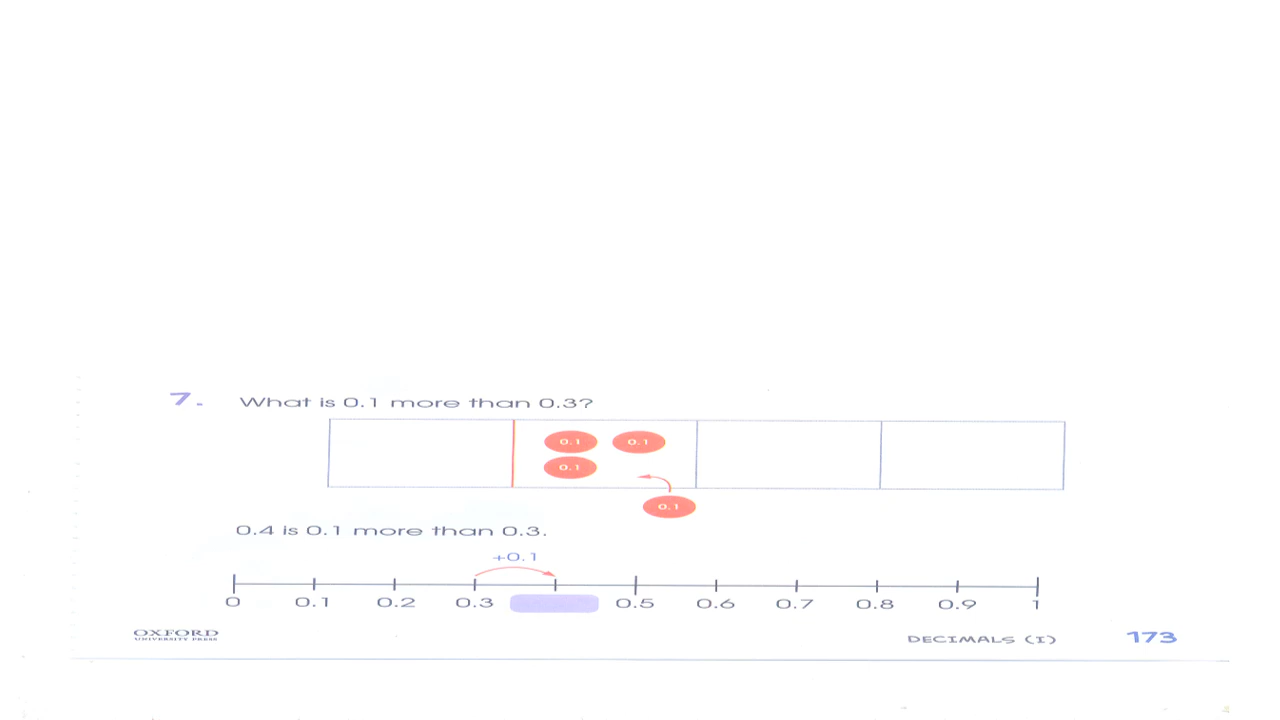 7. What is 0.1 more than 0.3?
0.1 0.1
0.1
0.1
0.4 is 0.1 more than 0.3.
+0.1
0 0.1 0.2 0.3 0.5 0.6 0.7 0.8 0.9 1
OXFORD DECIMALS (I) 173
UNIVERSITY PRESS